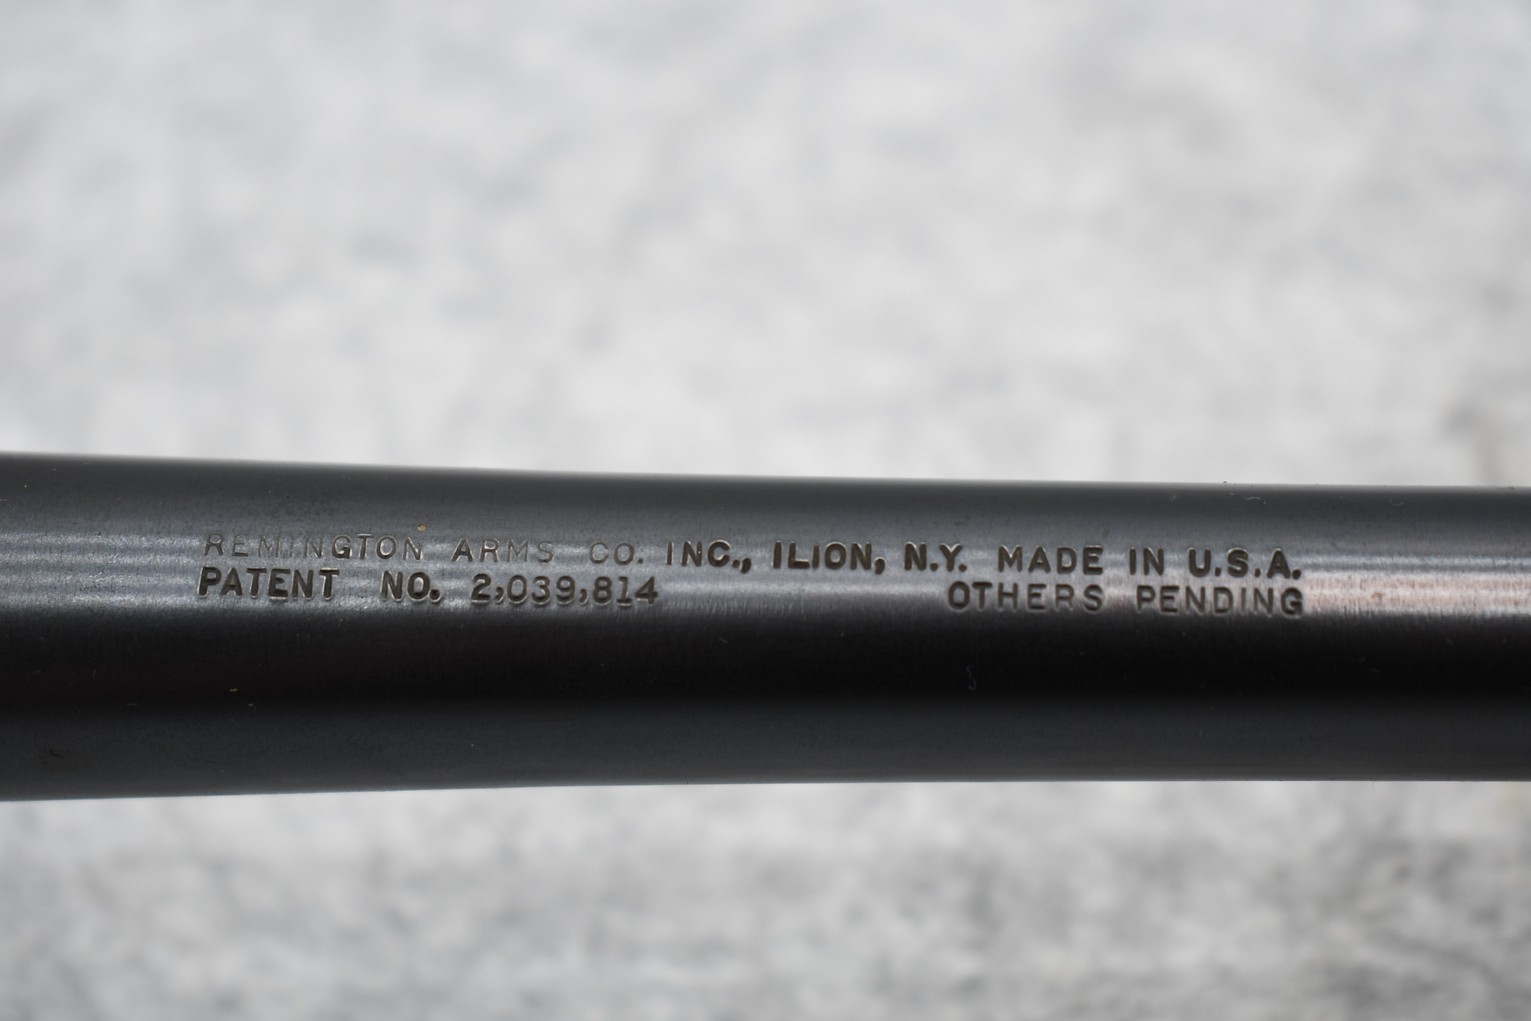 REMINGTON ARMS CO. INC., ILION, N.Y. MADE IN U.S.A.
PATENT NO. 2,039,814 OTHERS PENDING